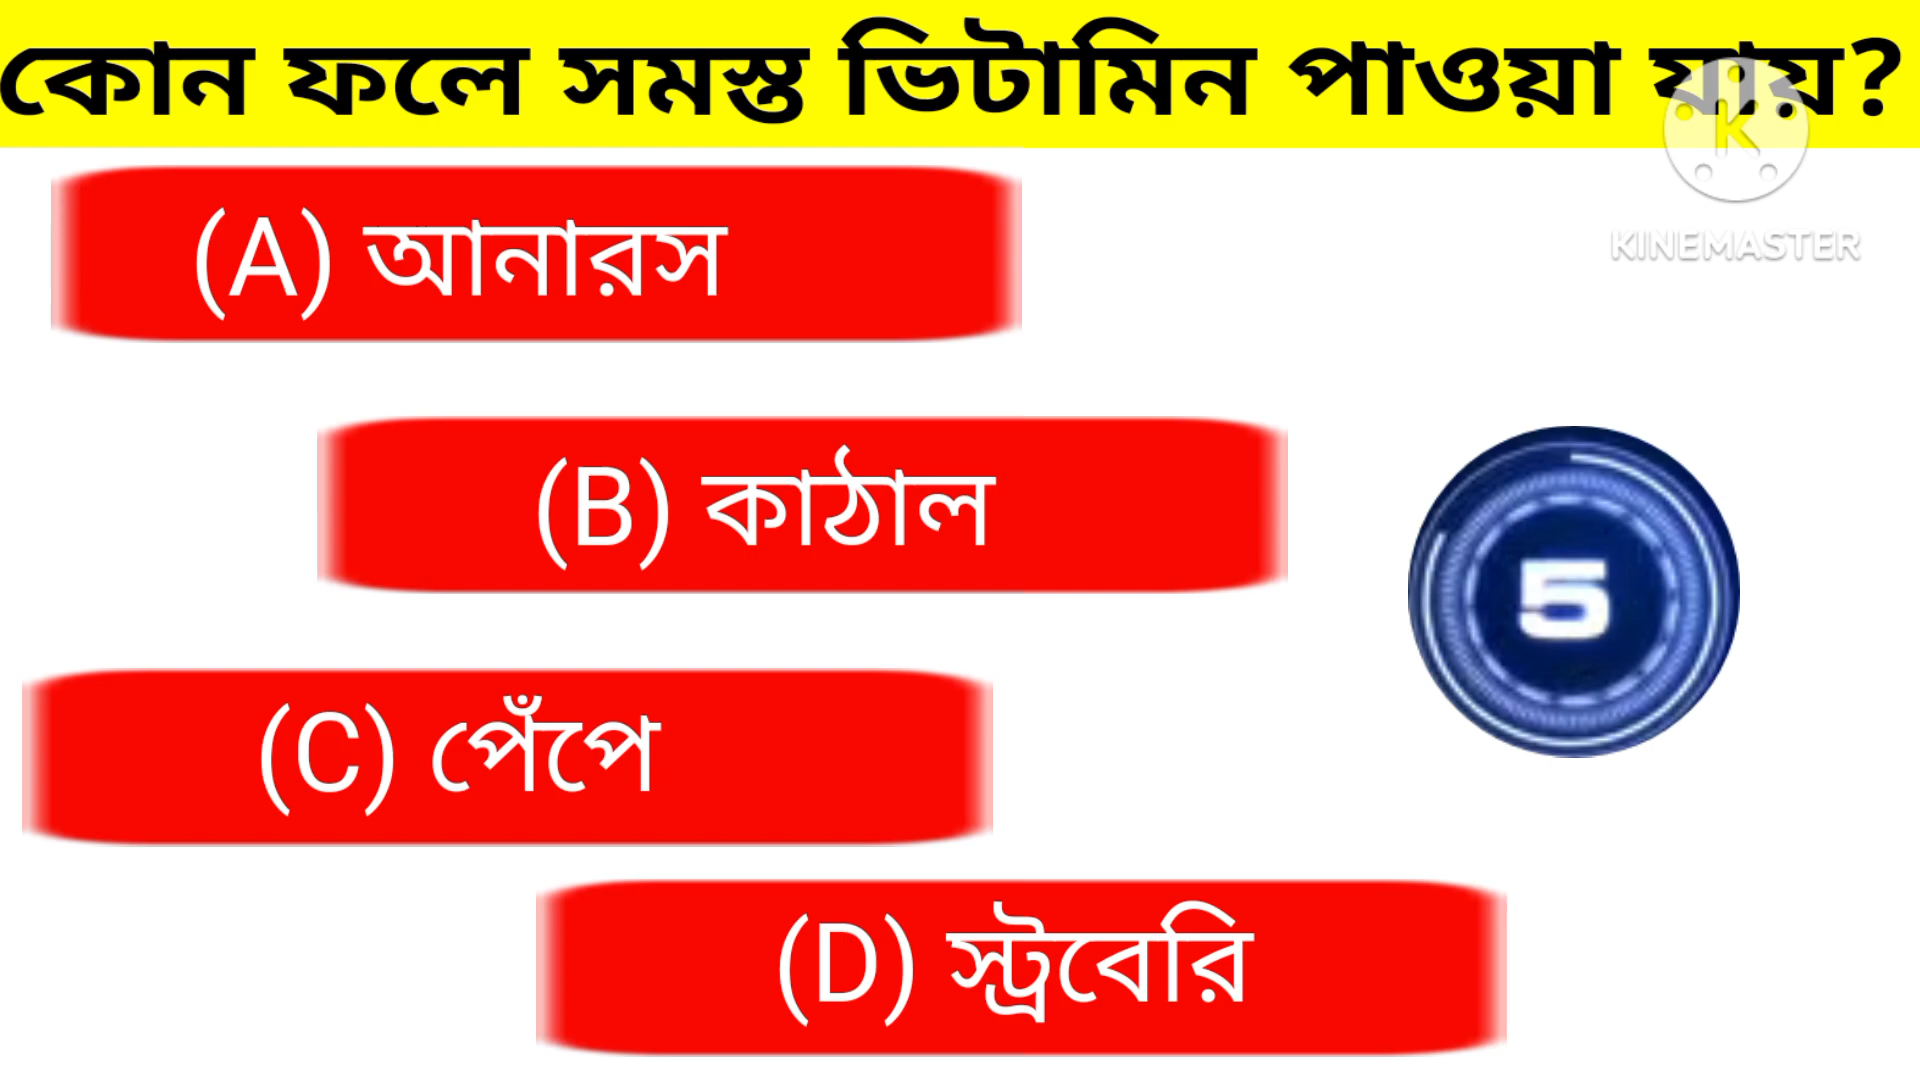 কোন ফলে সমস্ত ভিটামিন পাওয়া যায়?
KINEMASTER
(A) আনারস
(B) কাঠাল
5
(C) পেঁপে
(D) স্ট্রবেরি